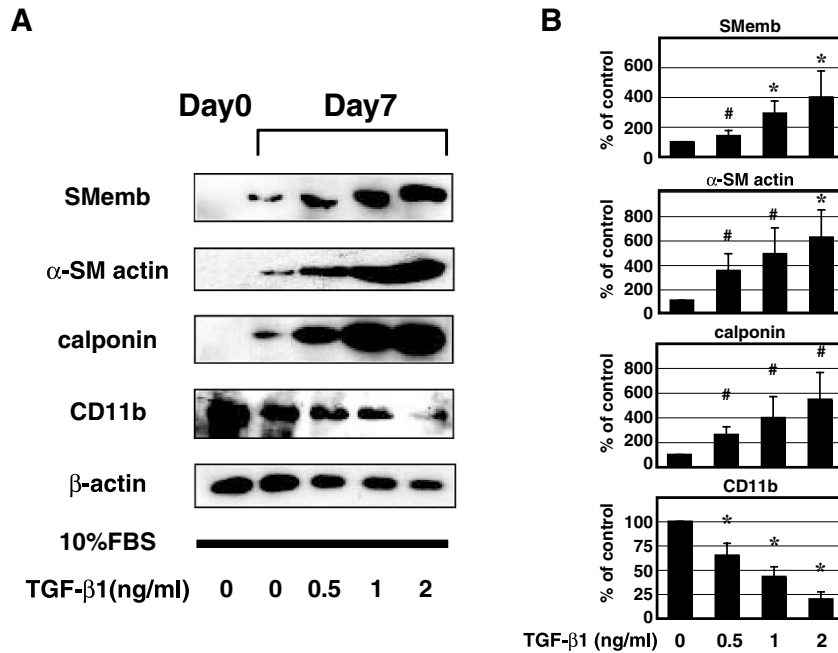 A
Day0 Day7
SMemb
α-SM actin
calponin
CD11b
β-actin
10%FBS
TGF-β1(ng/ml) 0 0 0.5 1 2
B
SMemb
% of control
600
400
200
0
# * *
α-SM actin
% of control
800
600
400
200
0
# # *
calponin
% of control
800
600
400
200
0
# # #
CD11b
% of control
100
75
50
25
0
* * *
TGF-β1 (ng/ml) 0 0.5 1 2